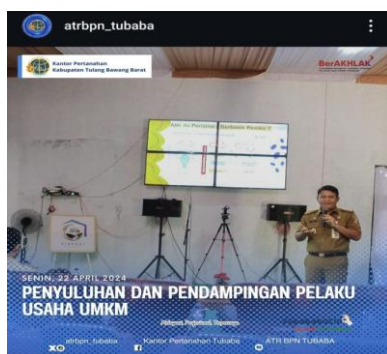 atrbpn_tubaba
Kantor Pertanahan
Kabupaten Tulang Bawang Barat
BerAKHLAK
SENIN, 22 APRIL 2024
PENYULUHAN DAN PENDAMPINGAN PELAKU
USAHA UMKM
atrbpn_tubaba
Kantor Pertanahan Tubaba
ATR BPN TUBABA